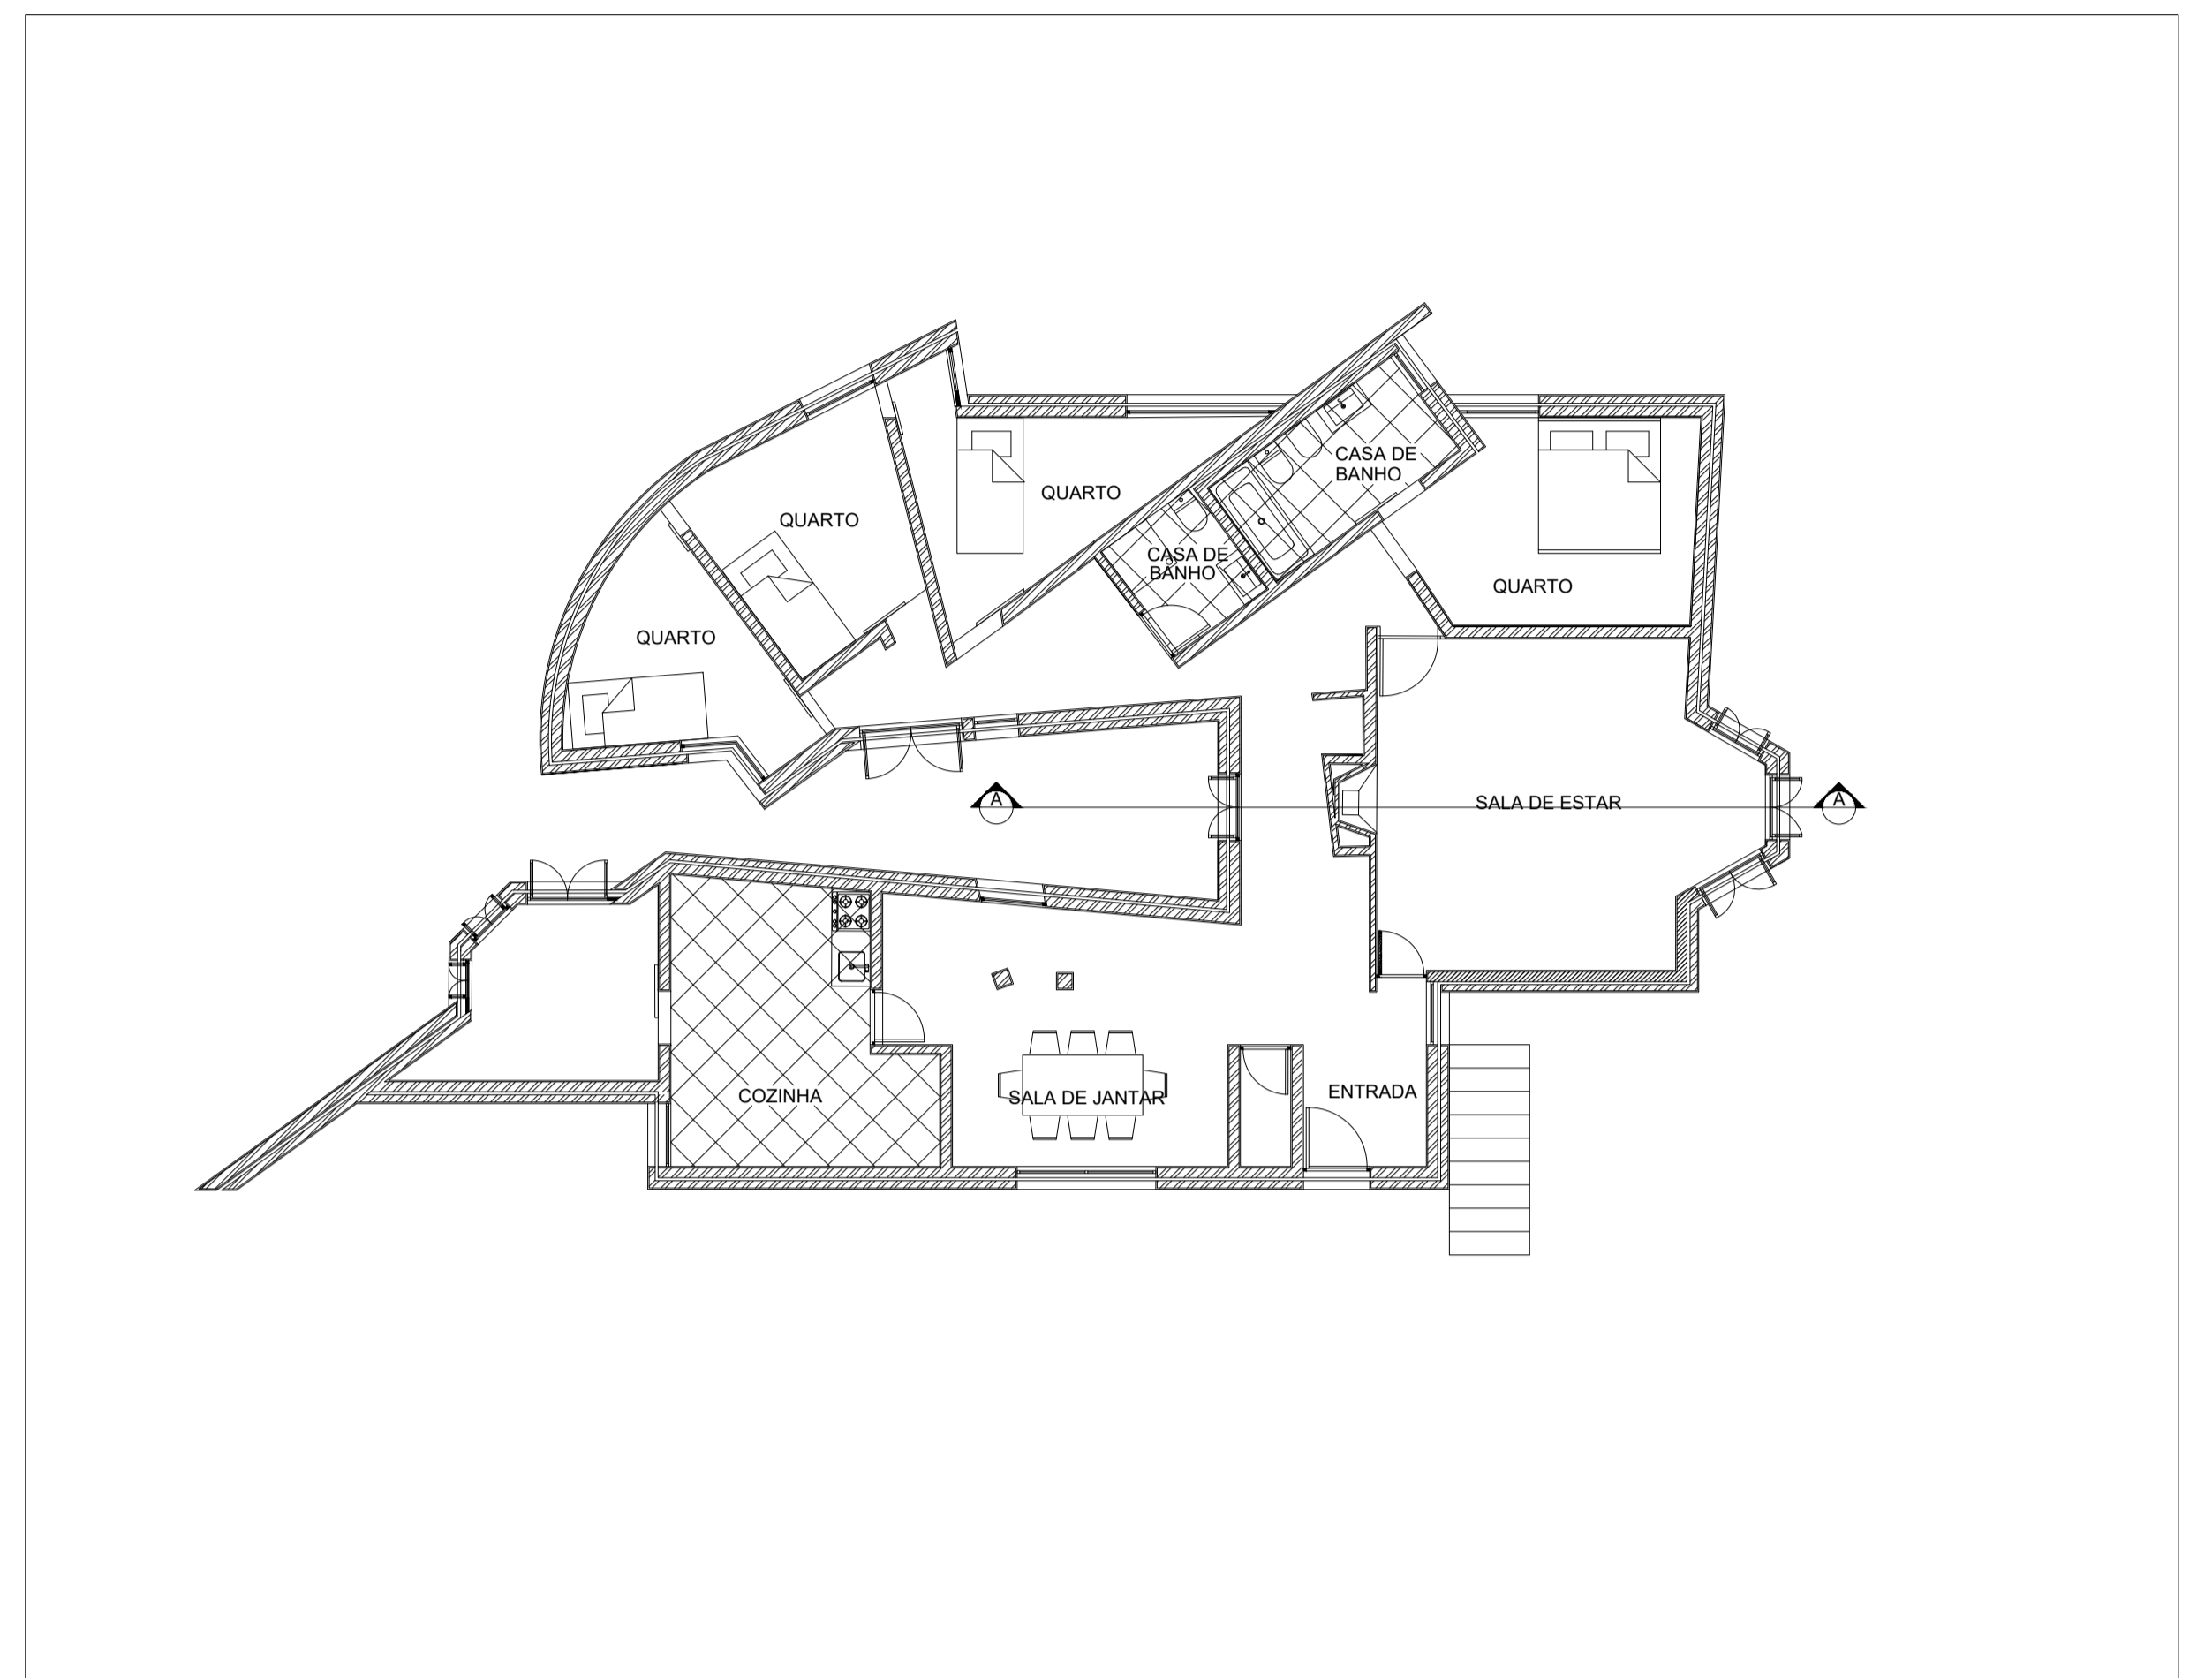 CASA DE
BANHO
QUARTO
QUARTO
CASA DE
BANHO
QUARTO
QUARTO
A
SALA DE ESTAR
A
COZINHA
SALA DE JANTAR
ENTRADA